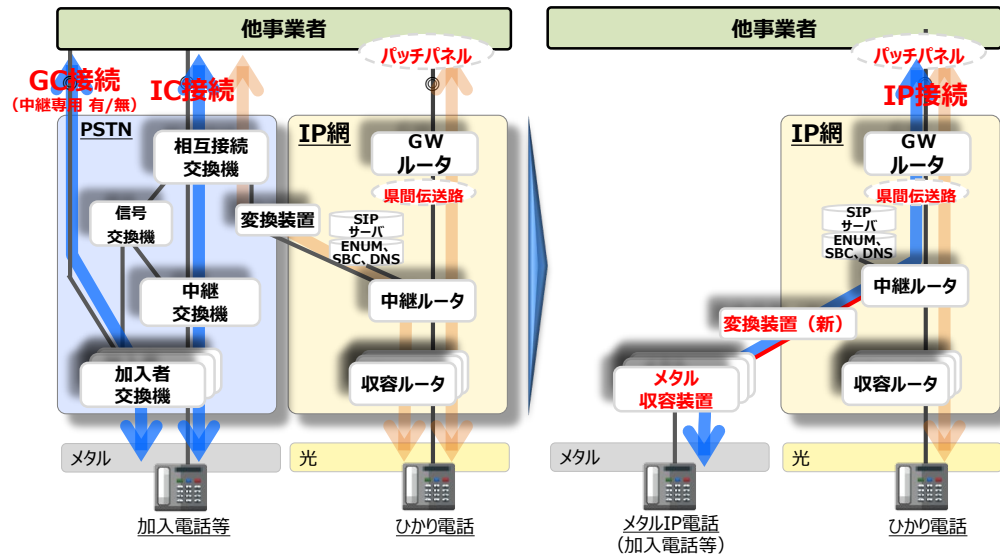 他事業者
パッチパネル
GC接続
（中継専用 有/無）
IC接続
PSTN
相互接続
交換機
信号
交換機
中継
交換機
加入者
交換機
変換装置
IP網
GW
ルータ
県間伝送路
SIP
サーバ
ENUM、
SBC、DNS
中継ルータ
収容ルータ
メタル
光
加入電話等
ひかり電話
他事業者
パッチパネル
IP接続
IP網
GW
ルータ
県間伝送路
SIP
サーバ
ENUM、
SBC、DNS
中継ルータ
変換装置（新）
メタル
収容装置
収容ルータ
メタル
光
メタルIP電話
（加入電話等）
ひかり電話